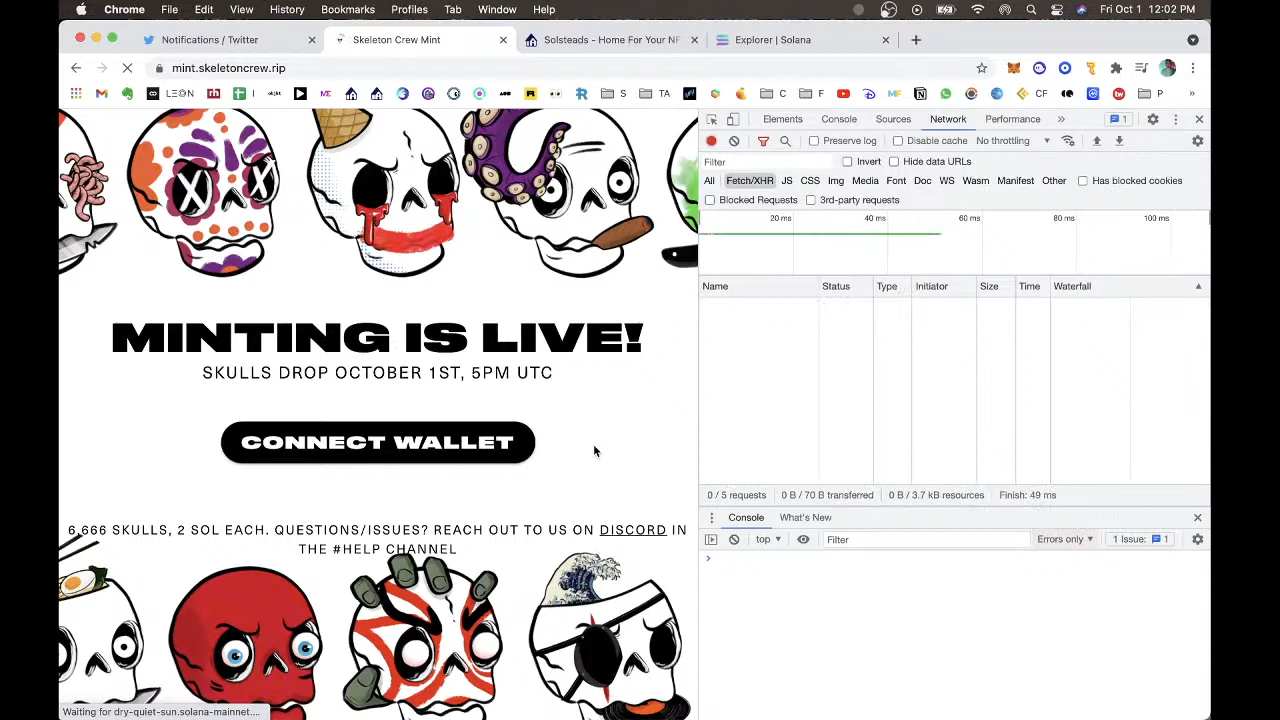 Chrome File Edit View History Bookmarks Profiles Tab Window Help Fri Oct 1 12:02 PM
Notifications / Twitter Skeleton Crew Mint Solsteads - Home For Your NF Explorer | Solana
mint.skeletoncrew.rip
LEON I objkt ME S TA C F MF CF P »
Elements Console Sources Network Performance » 1
Preserve log Disable cache No throttling
Filter Invert Hide data URLs
All Fetch/XHR JS CSS Img Media Font Doc WS Wasm Manifest Other Has blocked cookies
Blocked Requests 3rd-party requests
20 ms 40 ms 60 ms 80 ms 100 ms
Name Status Type Initiator Size Time Waterfall
MINTING IS LIVE!
SKULLS DROP OCTOBER 1ST, 5PM UTC
CONNECT WALLET
6,666 SKULLS, 2 SOL EACH. QUESTIONS/ISSUES? REACH OUT TO US ON DISCORD IN
THE #HELP CHANNEL
0 / 5 requests 0 B / 70 B transferred 0 B / 3.7 kB resources Finish: 49 ms
Console What's New
top Filter Errors only 1 Issue: 1
Waiting for dry-quiet-sun.solana-mainnet....